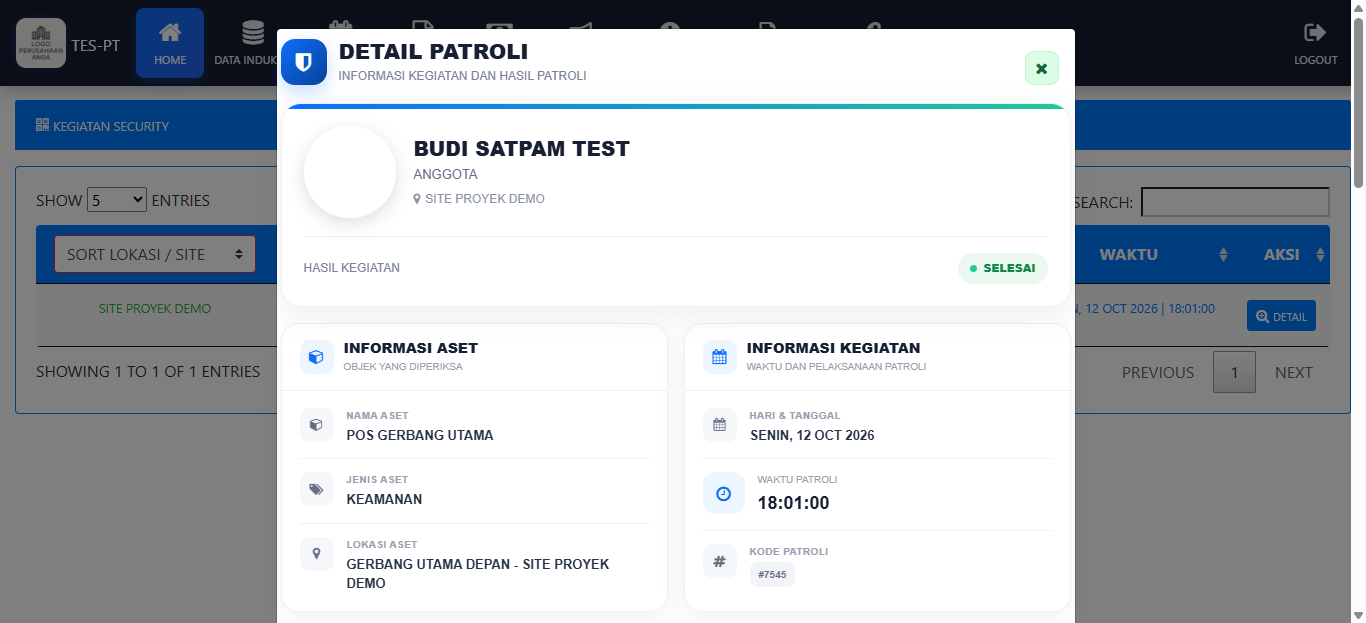 LOGO
PERUSAHAAN
ANDA
TES-PT
HOME
DATA INDUK
LOGOUT
DETAIL PATROLI
INFORMASI KEGIATAN DAN HASIL PATROLI
KEGIATAN SECURITY
BUDI SATPAM TEST
ANGGOTA
SITE PROYEK DEMO
HASIL KEGIATAN
SELESAI
SHOW 5 ENTRIES
SEARCH:
SORT LOKASI / SITE
WAKTU
AKSI
SITE PROYEK DEMO
12 OCT 2026 | 18:01:00
DETAIL
SHOWING 1 TO 1 OF 1 ENTRIES
PREVIOUS
1
NEXT
INFORMASI ASET
OBJEK YANG DIPERIKSA
NAMA ASET
POS GERBANG UTAMA
JENIS ASET
KEAMANAN
LOKASI ASET
GERBANG UTAMA DEPAN - SITE PROYEK
DEMO
INFORMASI KEGIATAN
WAKTU DAN PELAKSANAAN PATROLI
HARI & TANGGAL
SENIN, 12 OCT 2026
WAKTU PATROLI
18:01:00
KODE PATROLI
#7545